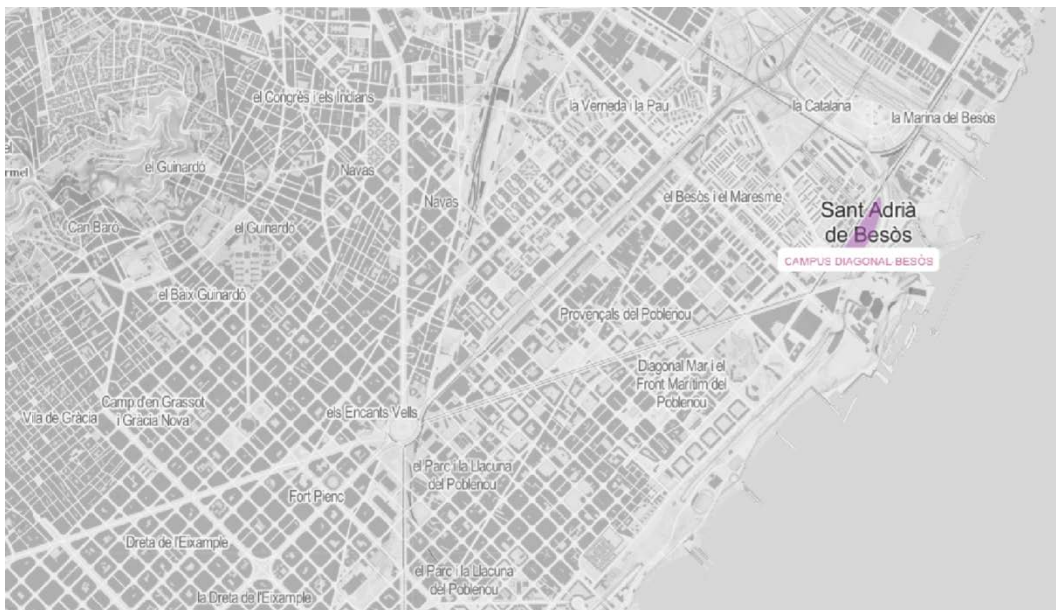 el Congrès i els Indians
la Verneda i la Pau
la Catalana
la Marina del Besòs
el
rmel
el Guinardó
Navas
Navas
el Besòs i el Maresme
Sant Adrià
de Besòs
Can Baró
el Guinardó
CAMPUS DIAGONAL-BESÒS
el Baix Guinardó
Provençals del Poblenou
Diagonal Mar i el
Front Marítim del
Poblenou
Camp d'en Grassot
i Gràcia Nova
Vila de Gràcia
els Encants Vells
el Parc i la Llacuna
del Poblenou
Fort Pienc
Dreta de l'Eixample
el Parc i la Llacuna
del Poblenou
la Dreta de l'Eixample